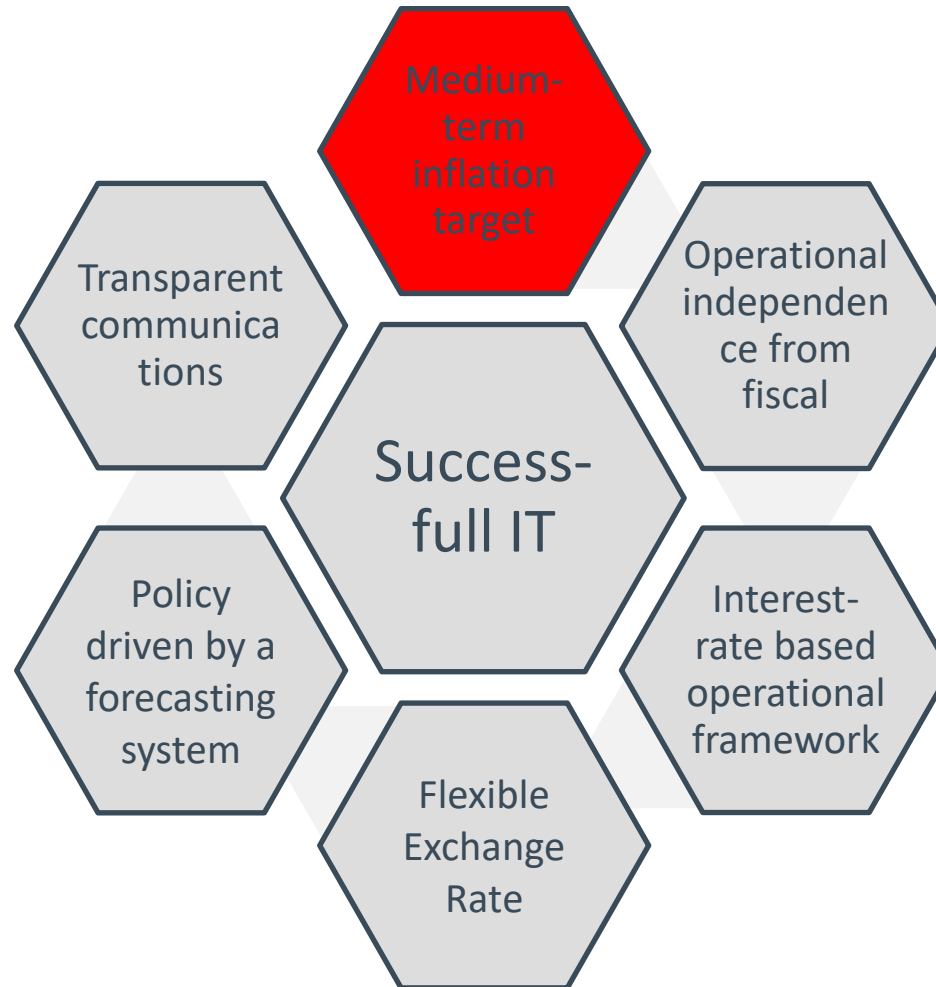 Medium-
term
inflation
target
Operational
independen
ce from
fiscal
Interest-
rate based
operational
framework
Flexible
Exchange
Rate
Policy
driven by a
forecasting
system
Transparent
communica
tions
Success-
full IT